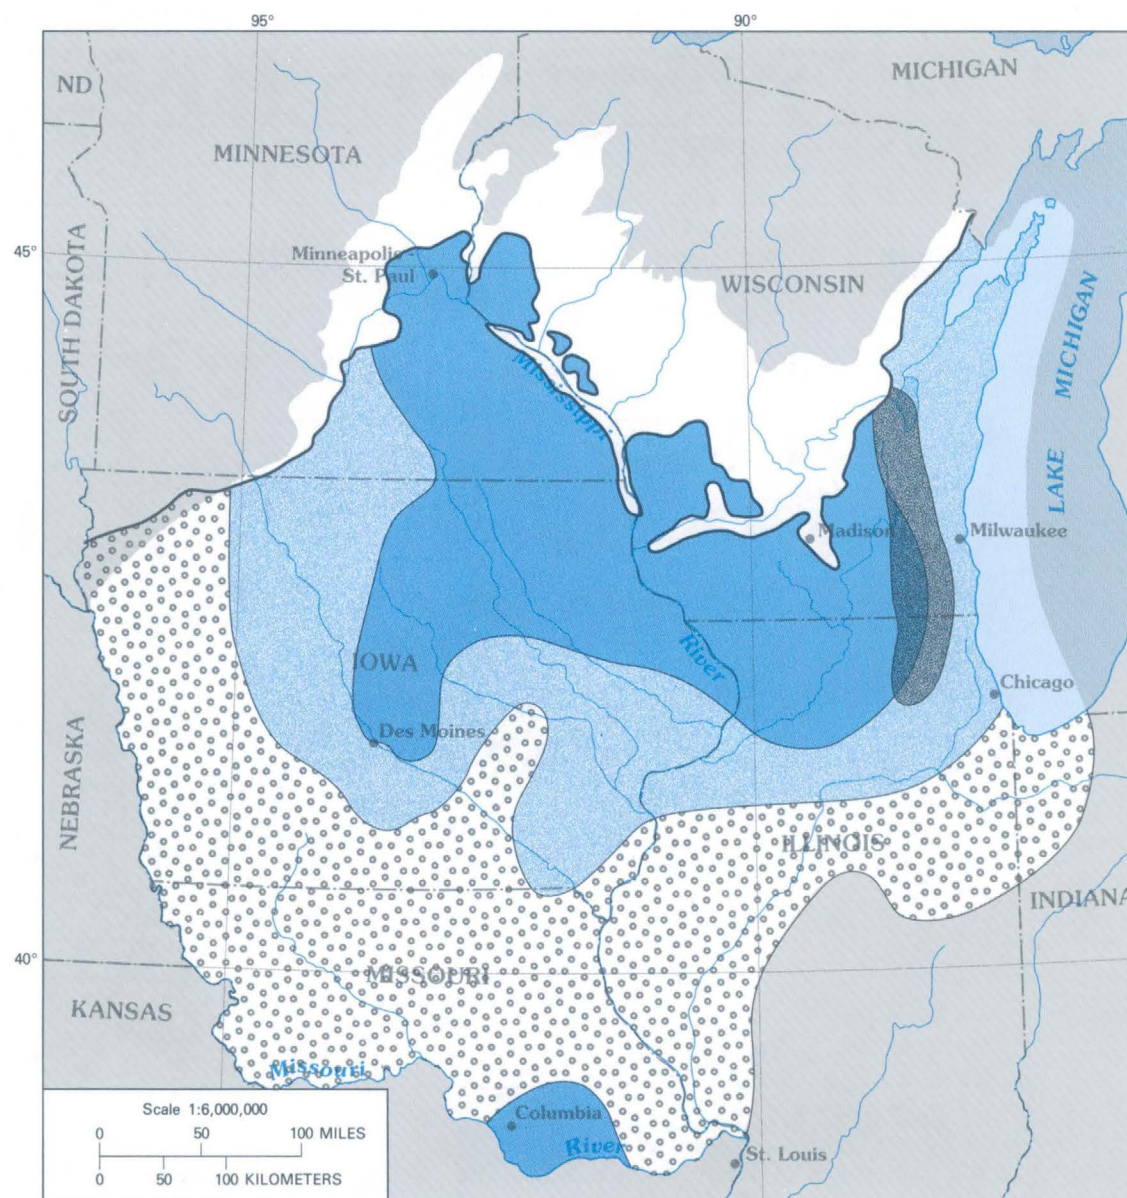 95°
90°
ND
MICHIGAN
MINNESOTA
45°
Minneapolis -
St. Paul
WISCONSIN
SOUTH DAKOTA
LAKE MICHIGAN
Mississippi
River
Madison
Milwaukee
IOWA
Chicago
Des Moines
NEBRASKA
ILLINOIS
INDIANA
40°
MISSOURI
KANSAS
Missouri
River
Columbia
St. Louis
Scale 1:6,000,000
0 50 100 MILES
0 50 100 KILOMETERS